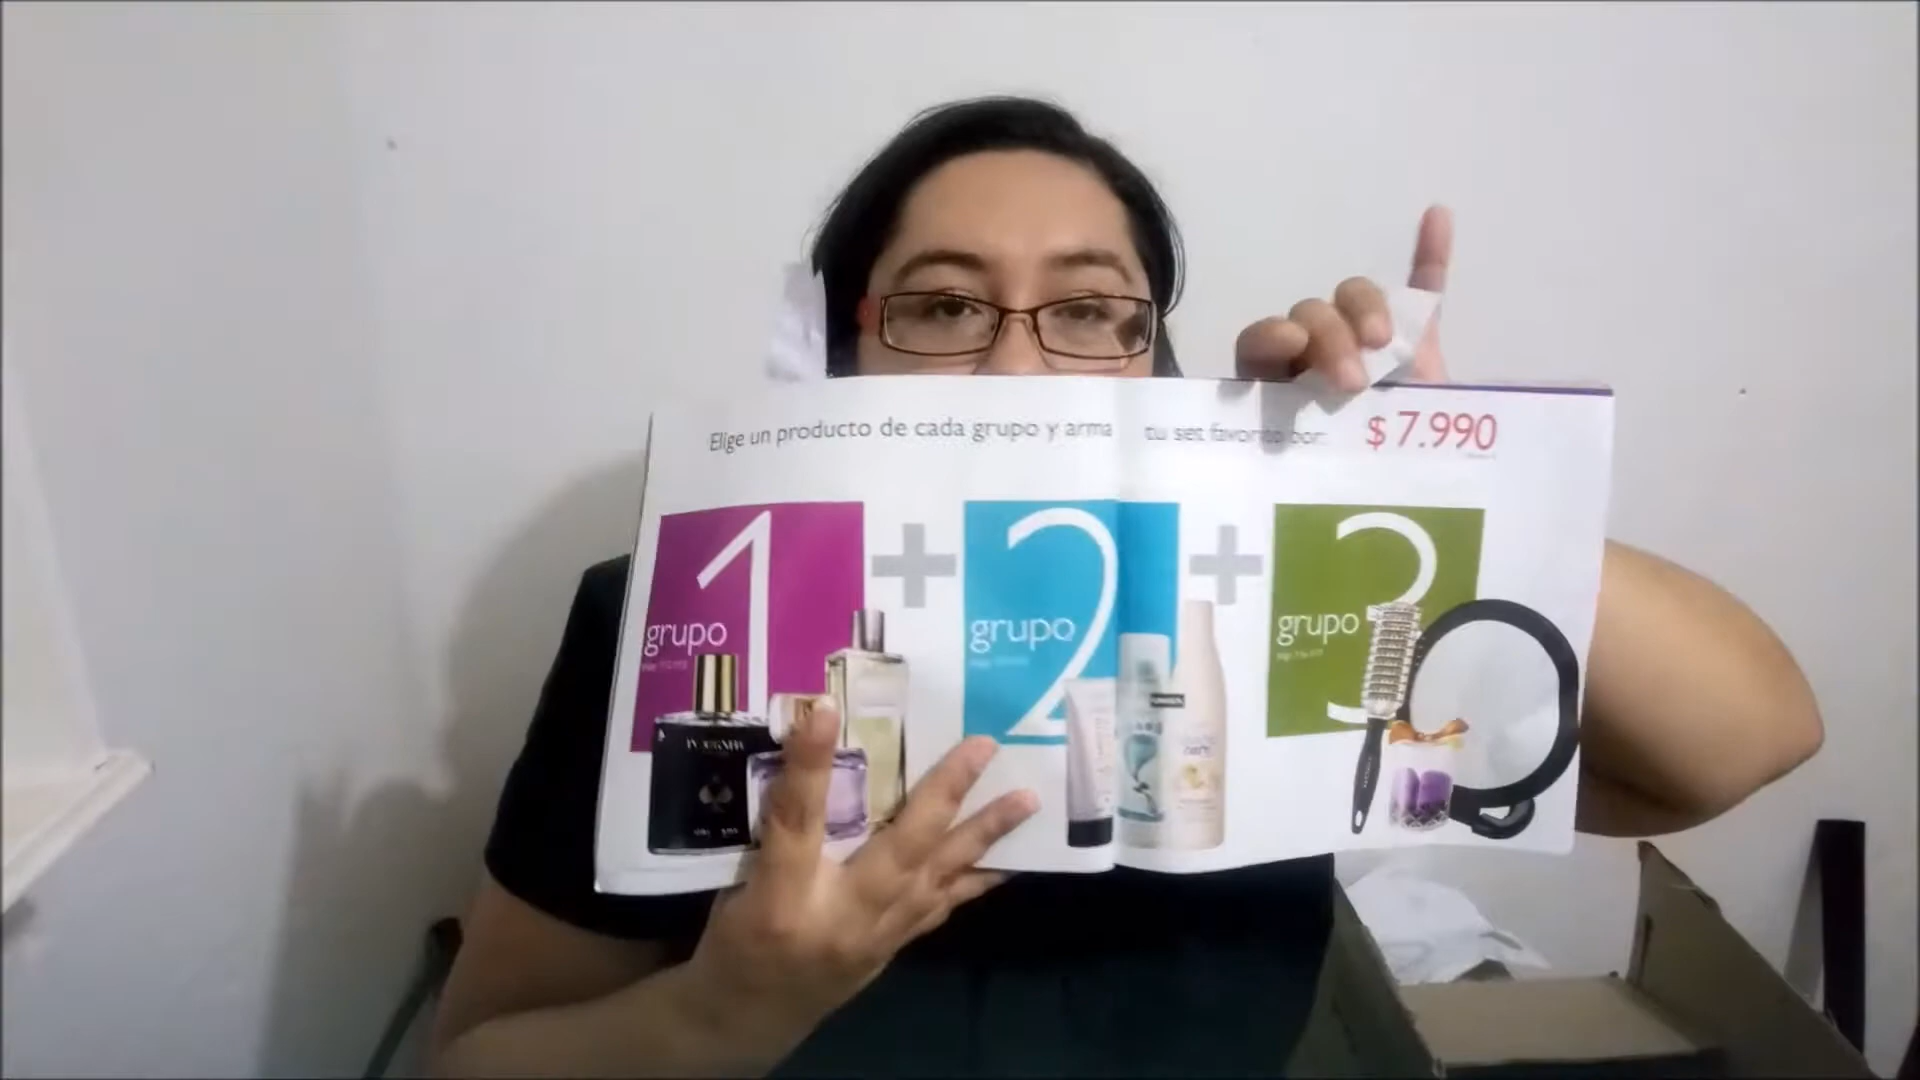 Elige un producto de cada grupo y arma tu set favorito por: $7.990
1
grupo
+
2
grupo
+
3
grupo